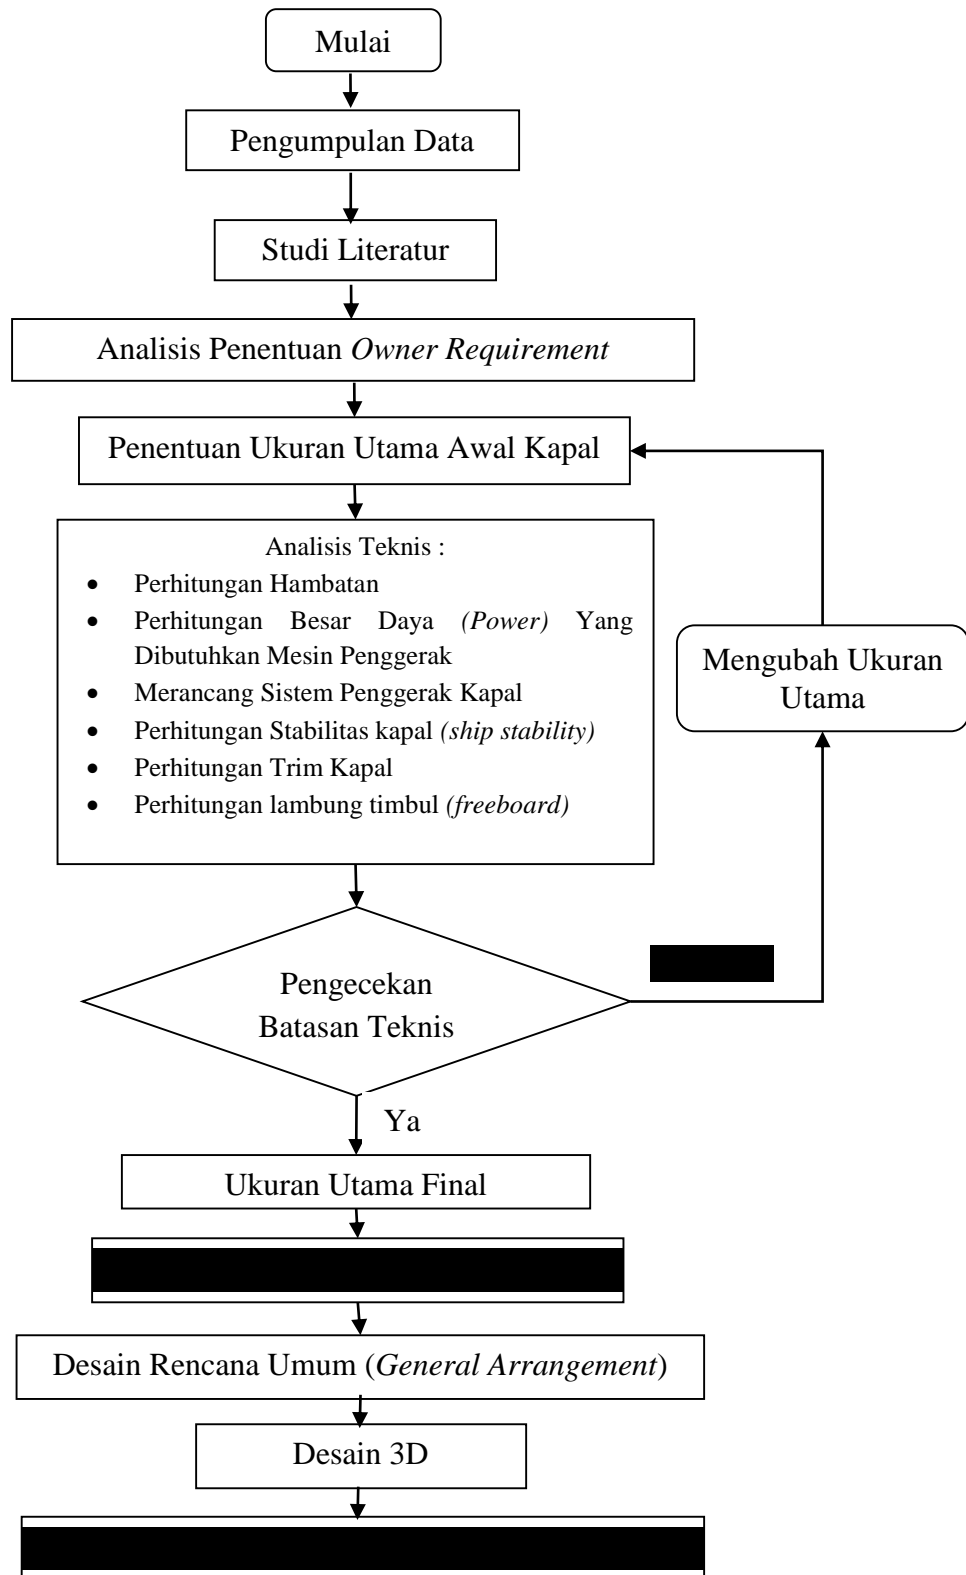 Mulai
Pengumpulan Data
Studi Literatur
Analisis Penentuan Owner Requirement
Penentuan Ukuran Utama Awal Kapal
Analisis Teknis :
• Perhitungan Hambatan
• Perhitungan Besar Daya (Power) Yang
Dibutuhkan Mesin Penggerak
• Merancang Sistem Penggerak Kapal
• Perhitungan Stabilitas kapal (ship stability)
• Perhitungan Trim Kapal
• Perhitungan lambung timbul (freeboard)
Mengubah Ukuran
Utama
Pengecekan
Batasan Teknis
Ya
Ukuran Utama Final
Desain Rencana Umum (General Arrangement)
Desain 3D